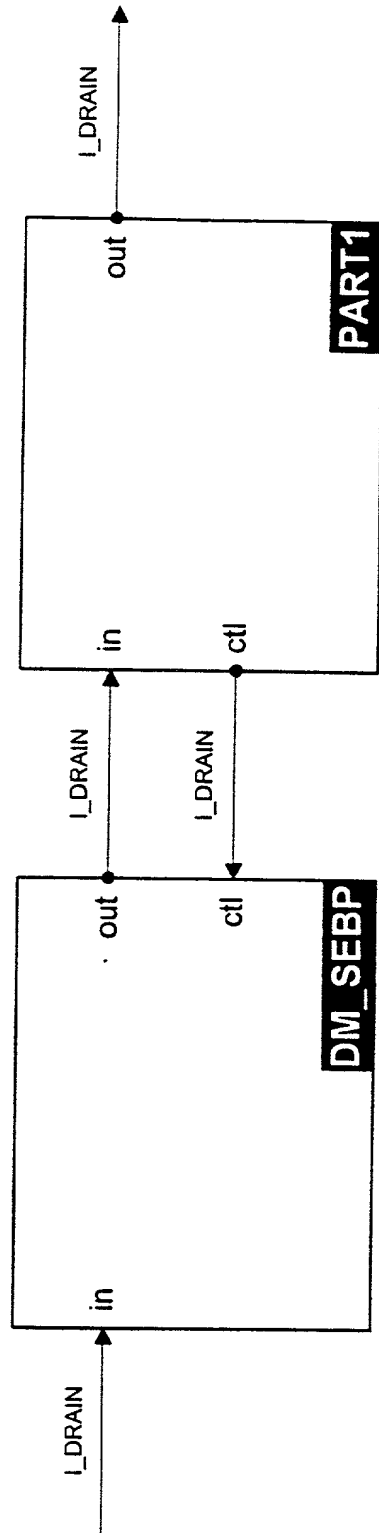 I_DRAIN
in
out
ctl
DM_SEBP
I_DRAIN
I_DRAIN
in
ctl
out
PART1
I_DRAIN